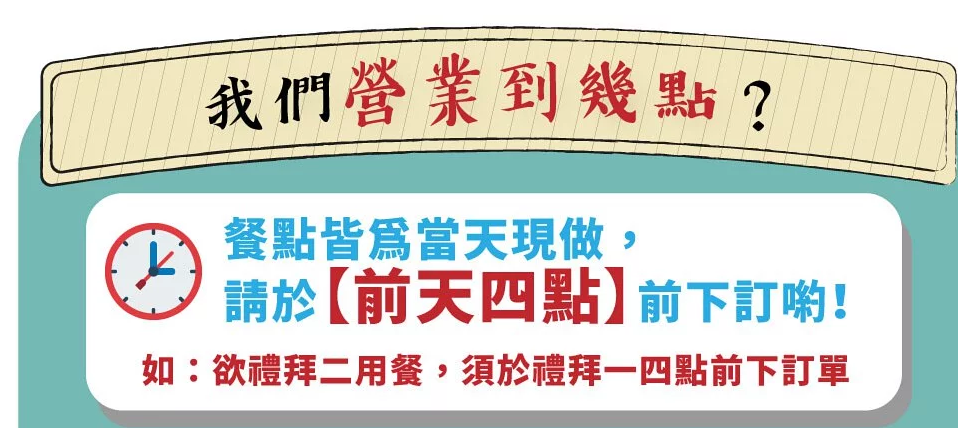 我們營業到幾點？
餐點皆為當天現做，
請於【前天四點】前下訂喲！
如：欲禮拜二用餐，須於禮拜一四點前下訂單